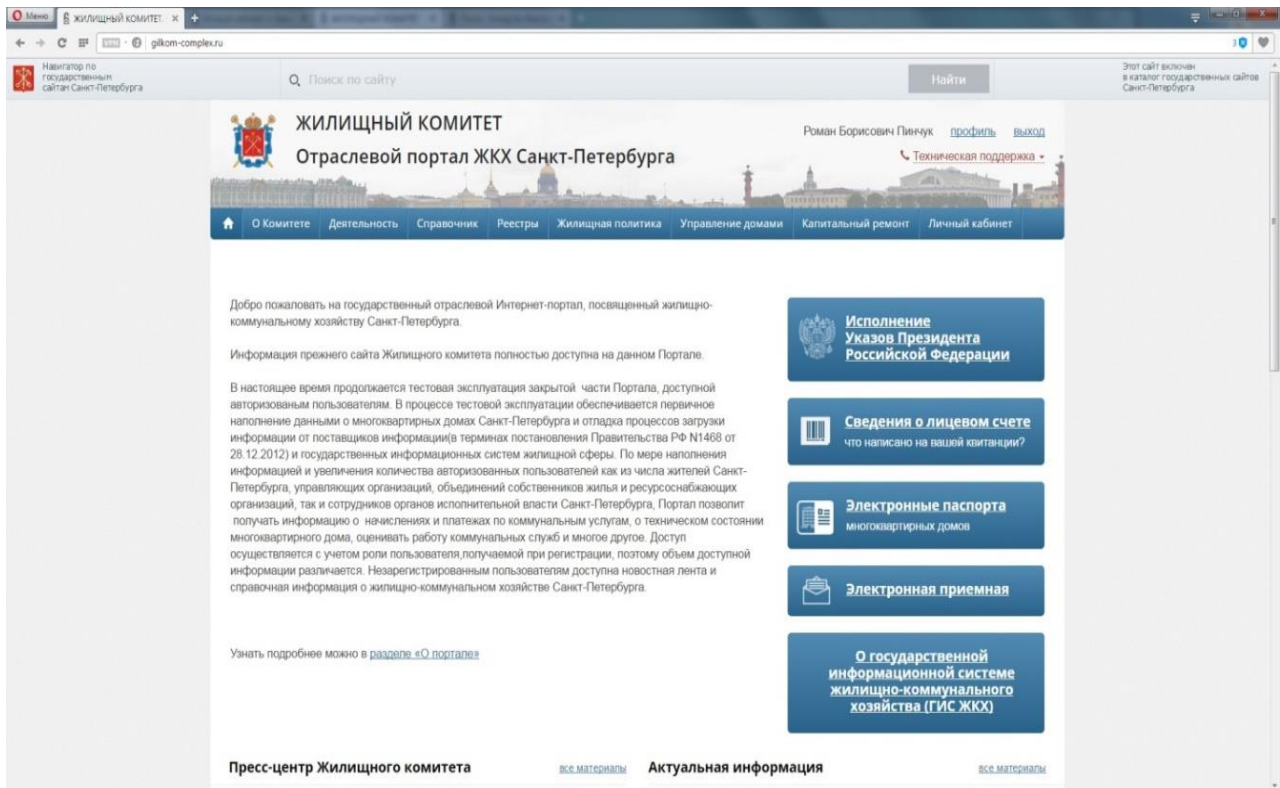 Меню
ЖИЛИЩНЫЙ КОМИТЕТ.
VPN
gilkom-complex.ru
3
Навигатор по
государственным
сайтам Санкт-Петербурга
Поиск по сайту
Найти
Этот сайт включен
в каталог государственных сайтов
Санкт-Петербурга
ЖИЛИЩНЫЙ КОМИТЕТ
Отраслевой портал ЖКХ Санкт-Петербурга
Роман Борисович Пинчук профиль выход
Техническая поддержка
О Комитете Деятельность Справочник Реестры Жилищная политика Управление домами Капитальный ремонт Личный кабинет
Добро пожаловать на государственный отраслевой Интернет-портал, посвященный жилищно-
коммунальному хозяйству Санкт-Петербурга.
Информация прежнего сайта Жилищного комитета полностью доступна на данном Портале.
В настоящее время продолжается тестовая эксплуатация закрытой части Портала, доступной
авторизованым пользователям. В процессе тестовой эксплуатации обеспечивается первичное
наполнение данными о многоквартирных домах Санкт-Петербурга и отладка процессов загрузки
информации от поставщиков информации(в терминах постановления Правительства РФ N1468 от
28.12.2012) и государственных информационных систем жилищной сферы. По мере наполнения
информацией и увеличения количества авторизованных пользователей как из числа жителей Санкт-
Петербурга, управляющих организаций, объединений собственников жилья и ресурсоснабжающих
организаций, так и сотрудников органов исполнительной власти Санкт-Петербурга, Портал позволит
получать информацию о начислениях и платежах по коммунальным услугам, о техническом состоянии
многоквартирного дома, оценивать работу коммунальных служб и многое другое. Доступ
осуществляется с учетом роли пользователя,получаемой при регистрации, поэтому объем доступной
информации различается. Незарегистрированным пользователям доступна новостная лента и
справочная информация о жилищно-коммунальном хозяйстве Санкт-Петербурга.
Узнать подробнее можно в разделе «О портале»
Исполнение
Указов Президента
Российской Федерации
Сведения о лицевом счете
что написано на вашей квитанции?
Электронные паспорта
многоквартирных домов
Электронная приемная
О государственной
информационной системе
жилищно-коммунального
хозяйства (ГИС ЖКХ)
Пресс-центр Жилищного комитета все материалы
Актуальная информация все материалы